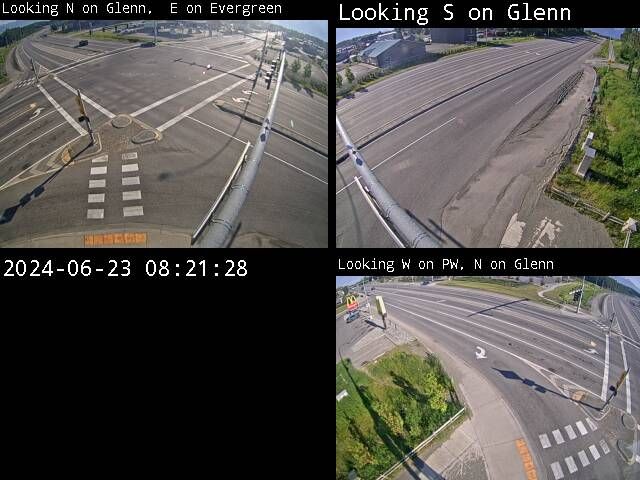 Looking N on Glenn,  E on Evergreen
Looking S on Glenn
2024-06-23 08:21:28
Looking W on PW, N on Glenn